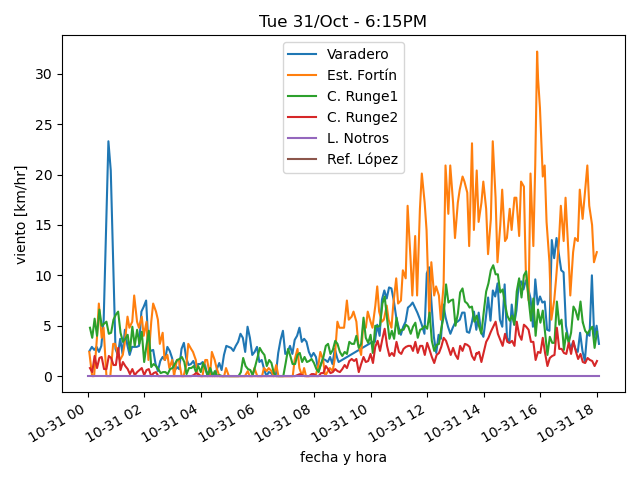 Tue 31/Oct - 6:15PM
Varadero
Est. Fortín
C. Runge1
C. Runge2
L. Notros
Ref. López
viento [km/hr]
30
25
20
15
10
5
0
10-31 00
10-31 02
10-31 04
10-31 06
10-31 08
10-31 10
10-31 12
10-31 14
10-31 16
10-31 18
fecha y hora